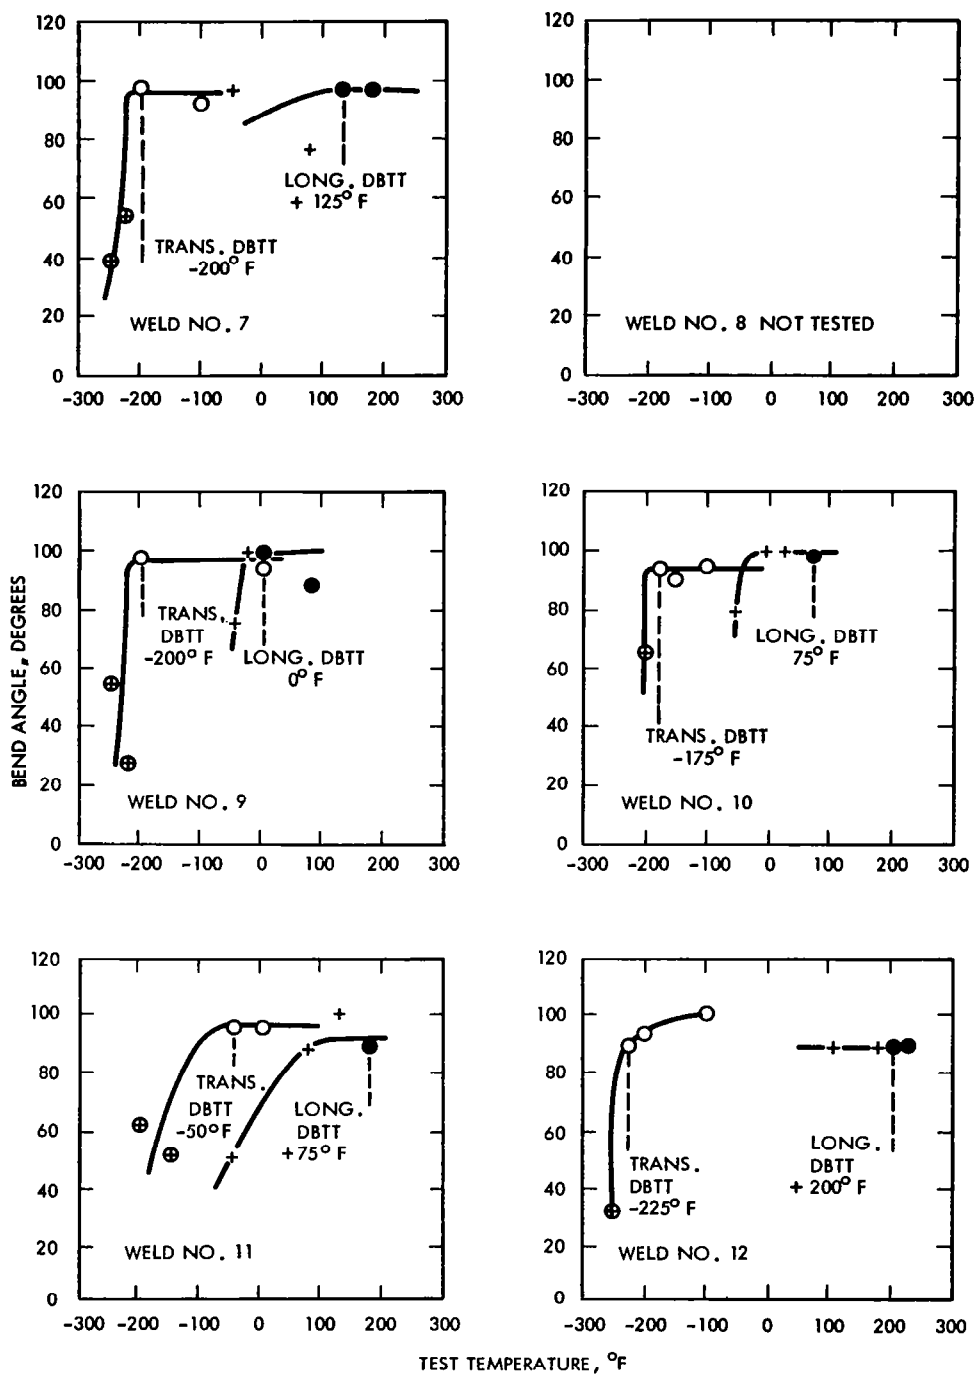 120
100
80
60
40
20
0
LONG. DBTT
+ 125° F
TRANS. DBTT
-200° F
WELD NO. 7
-300 -200 -100 0 100 200 300
120
100
80
60
40
20
0
WELD NO. 8 NOT TESTED
-300 -200 -100 0 100 200 300
BEND ANGLE, DEGREES
120
100
80
60
40
20
0
TRANS.
DBTT
-200° F
LONG. DBTT
0° F
WELD NO. 9
-300 -200 -100 0 100 200 300
120
100
80
60
40
20
0
LONG. DBTT
75° F
TRANS. DBTT
-175° F
WELD NO. 10
-300 -200 -100 0 100 200 300
120
100
80
60
40
20
0
TRANS.
DBTT
-50°F
LONG.
DBTT
+75° F
WELD NO. 11
-300 -200 -100 0 100 200 300
120
100
80
60
40
20
0
TRANS.
DBTT
-225° F
LONG.
DBTT
+ 200° F
WELD NO. 12
-300 -200 -100 0 100 200 300
TEST TEMPERATURE, °F